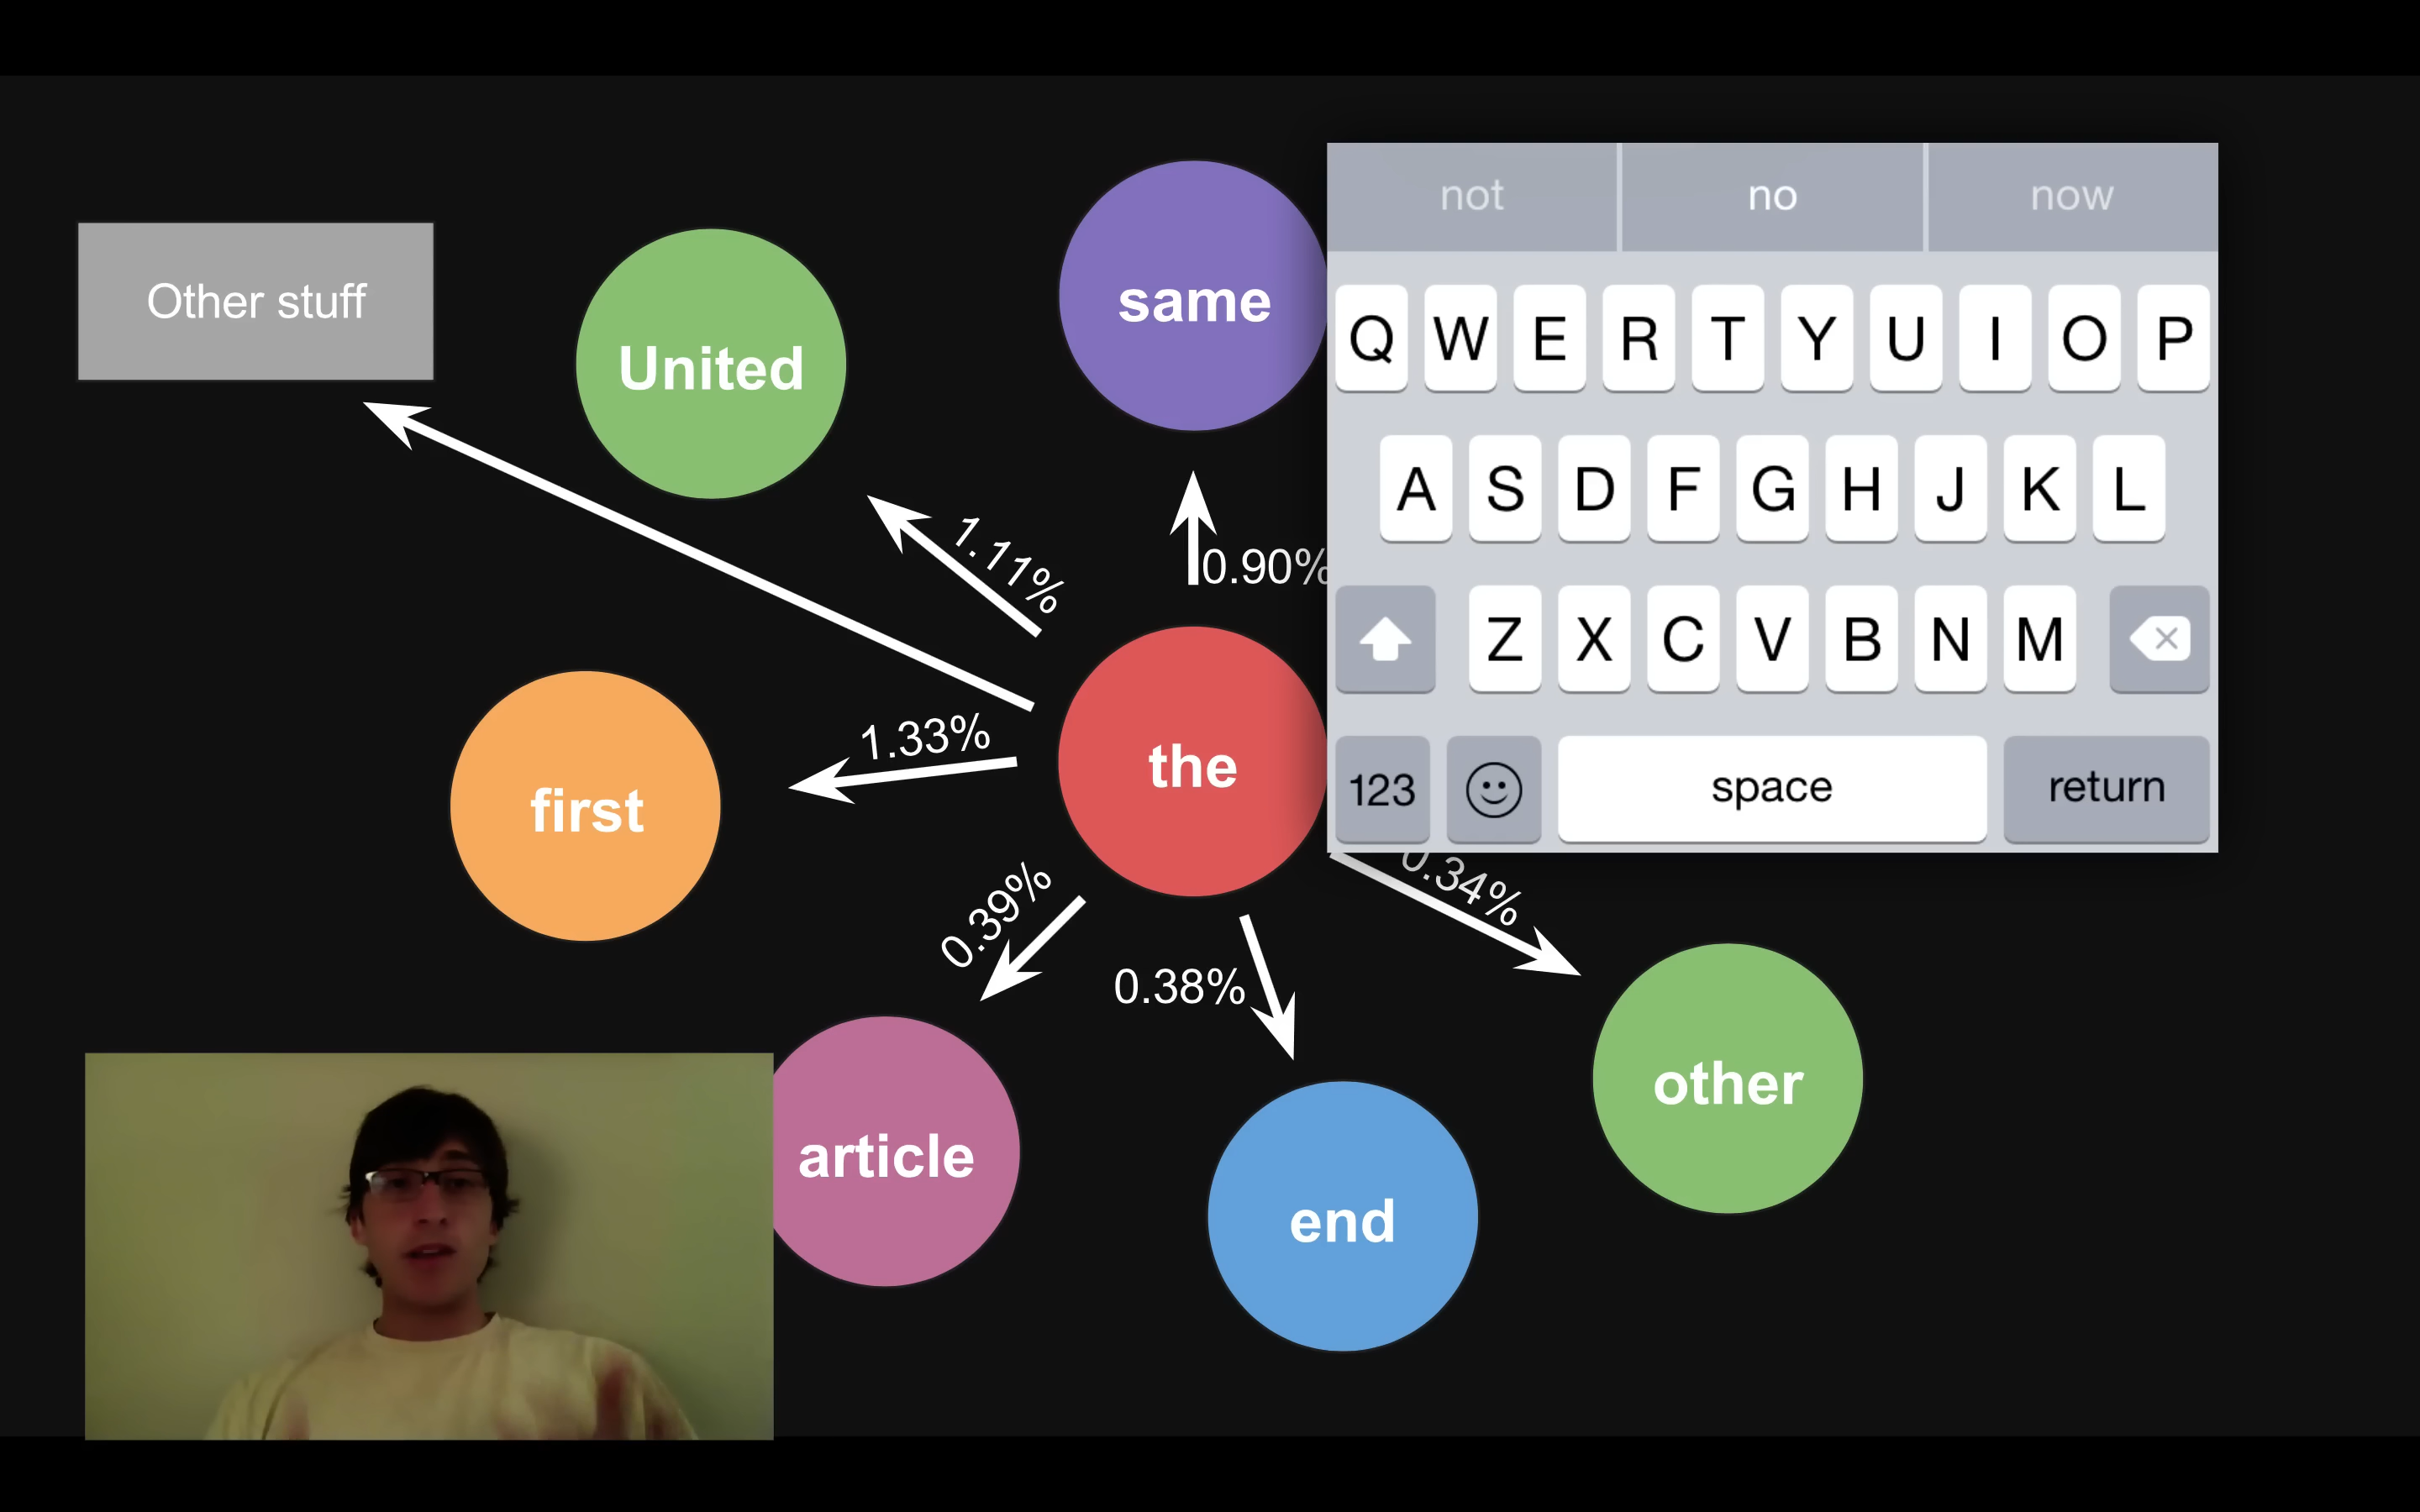 Other stuff
United
same
1.11%
0.90%
first
1.33%
the
0.39%
0.38%
0.34%
article
end
other
not no now
Q W E R T Y U I O P
A S D F G H J K L
Z X C V B N M
123 space return